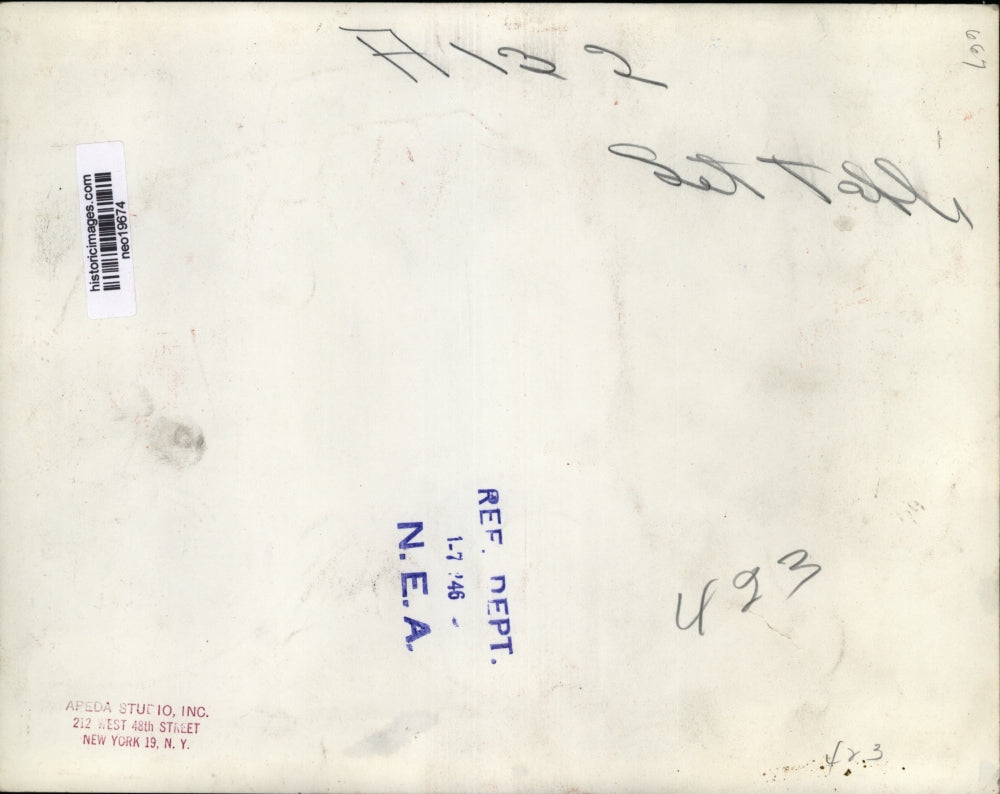 667
historicimages.com
neo19674
REF. DEPT.
1-7 '46 -
N.E.A.
423
APEDA STUDIO, INC.
212 WEST 48th STREET
NEW YORK 19, N. Y.
423